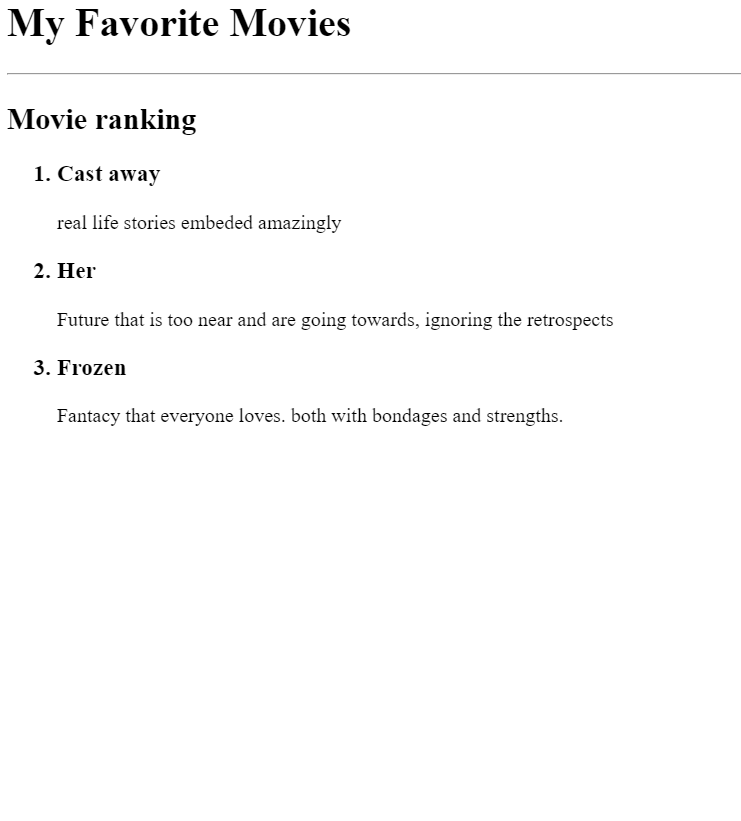 My Favorite Movies
Movie ranking
1. Cast away
real life stories embeded amazingly
2. Her
Future that is too near and are going towards, ignoring the retrospects
3. Frozen
Fantacy that everyone loves. both with bondages and strengths.